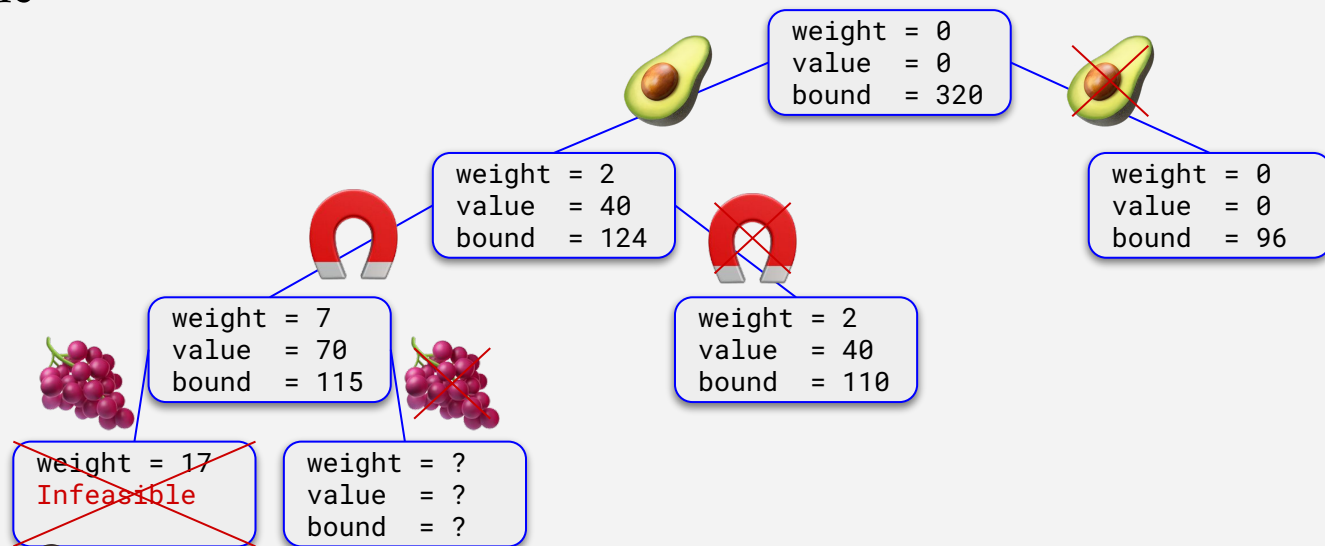 weight = 0
value  = 0
bound  = 320
weight = 2
value  = 40
bound  = 124
weight = 0
value  = 0
bound  = 96
weight = 7
value  = 70
bound  = 115
weight = 2
value  = 40
bound  = 110
weight = 17
Infeasible
weight = ?
value  = ?
bound  = ?